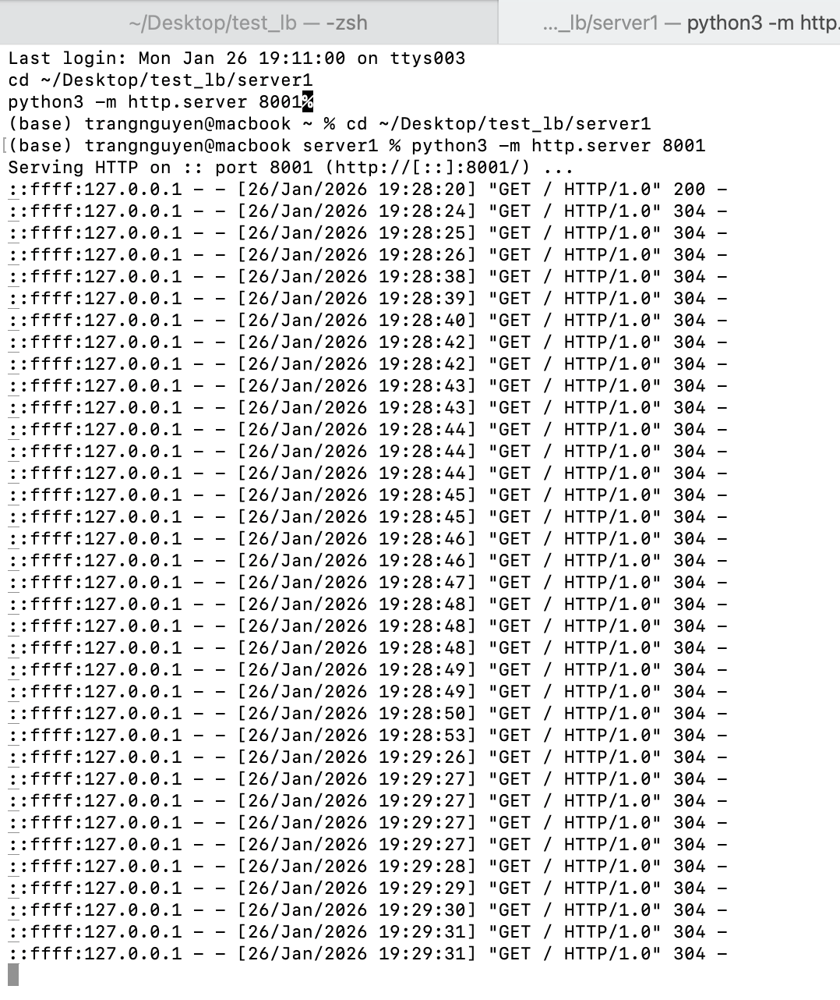 ~/Desktop/test_lb — -zsh
..._lb/server1 — python3 -m http.
Last login: Mon Jan 26 19:11:00 on ttys003
cd ~/Desktop/test_lb/server1
python3 -m http.server 8001%
(base) trangnguyen@macbook ~ % cd ~/Desktop/test_lb/server1
[(base) trangnguyen@macbook server1 % python3 -m http.server 8001
Serving HTTP on :: port 8001 (http://[::]:8001/) ...
::ffff:127.0.0.1 - - [26/Jan/2026 19:28:20] "GET / HTTP/1.0" 200 -
::ffff:127.0.0.1 - - [26/Jan/2026 19:28:24] "GET / HTTP/1.0" 304 -
::ffff:127.0.0.1 - - [26/Jan/2026 19:28:25] "GET / HTTP/1.0" 304 -
::ffff:127.0.0.1 - - [26/Jan/2026 19:28:26] "GET / HTTP/1.0" 304 -
::ffff:127.0.0.1 - - [26/Jan/2026 19:28:38] "GET / HTTP/1.0" 304 -
::ffff:127.0.0.1 - - [26/Jan/2026 19:28:39] "GET / HTTP/1.0" 304 -
::ffff:127.0.0.1 - - [26/Jan/2026 19:28:40] "GET / HTTP/1.0" 304 -
::ffff:127.0.0.1 - - [26/Jan/2026 19:28:42] "GET / HTTP/1.0" 304 -
::ffff:127.0.0.1 - - [26/Jan/2026 19:28:42] "GET / HTTP/1.0" 304 -
::ffff:127.0.0.1 - - [26/Jan/2026 19:28:43] "GET / HTTP/1.0" 304 -
::ffff:127.0.0.1 - - [26/Jan/2026 19:28:43] "GET / HTTP/1.0" 304 -
::ffff:127.0.0.1 - - [26/Jan/2026 19:28:44] "GET / HTTP/1.0" 304 -
::ffff:127.0.0.1 - - [26/Jan/2026 19:28:44] "GET / HTTP/1.0" 304 -
::ffff:127.0.0.1 - - [26/Jan/2026 19:28:44] "GET / HTTP/1.0" 304 -
::ffff:127.0.0.1 - - [26/Jan/2026 19:28:45] "GET / HTTP/1.0" 304 -
::ffff:127.0.0.1 - - [26/Jan/2026 19:28:45] "GET / HTTP/1.0" 304 -
::ffff:127.0.0.1 - - [26/Jan/2026 19:28:46] "GET / HTTP/1.0" 304 -
::ffff:127.0.0.1 - - [26/Jan/2026 19:28:46] "GET / HTTP/1.0" 304 -
::ffff:127.0.0.1 - - [26/Jan/2026 19:28:47] "GET / HTTP/1.0" 304 -
::ffff:127.0.0.1 - - [26/Jan/2026 19:28:48] "GET / HTTP/1.0" 304 -
::ffff:127.0.0.1 - - [26/Jan/2026 19:28:48] "GET / HTTP/1.0" 304 -
::ffff:127.0.0.1 - - [26/Jan/2026 19:28:48] "GET / HTTP/1.0" 304 -
::ffff:127.0.0.1 - - [26/Jan/2026 19:28:49] "GET / HTTP/1.0" 304 -
::ffff:127.0.0.1 - - [26/Jan/2026 19:28:49] "GET / HTTP/1.0" 304 -
::ffff:127.0.0.1 - - [26/Jan/2026 19:28:50] "GET / HTTP/1.0" 304 -
::ffff:127.0.0.1 - - [26/Jan/2026 19:28:53] "GET / HTTP/1.0" 304 -
::ffff:127.0.0.1 - - [26/Jan/2026 19:29:26] "GET / HTTP/1.0" 304 -
::ffff:127.0.0.1 - - [26/Jan/2026 19:29:27] "GET / HTTP/1.0" 304 -
::ffff:127.0.0.1 - - [26/Jan/2026 19:29:27] "GET / HTTP/1.0" 304 -
::ffff:127.0.0.1 - - [26/Jan/2026 19:29:27] "GET / HTTP/1.0" 304 -
::ffff:127.0.0.1 - - [26/Jan/2026 19:29:27] "GET / HTTP/1.0" 304 -
::ffff:127.0.0.1 - - [26/Jan/2026 19:29:28] "GET / HTTP/1.0" 304 -
::ffff:127.0.0.1 - - [26/Jan/2026 19:29:29] "GET / HTTP/1.0" 304 -
::ffff:127.0.0.1 - - [26/Jan/2026 19:29:30] "GET / HTTP/1.0" 304 -
::ffff:127.0.0.1 - - [26/Jan/2026 19:29:31] "GET / HTTP/1.0" 304 -
::ffff:127.0.0.1 - - [26/Jan/2026 19:29:31] "GET / HTTP/1.0" 304 -